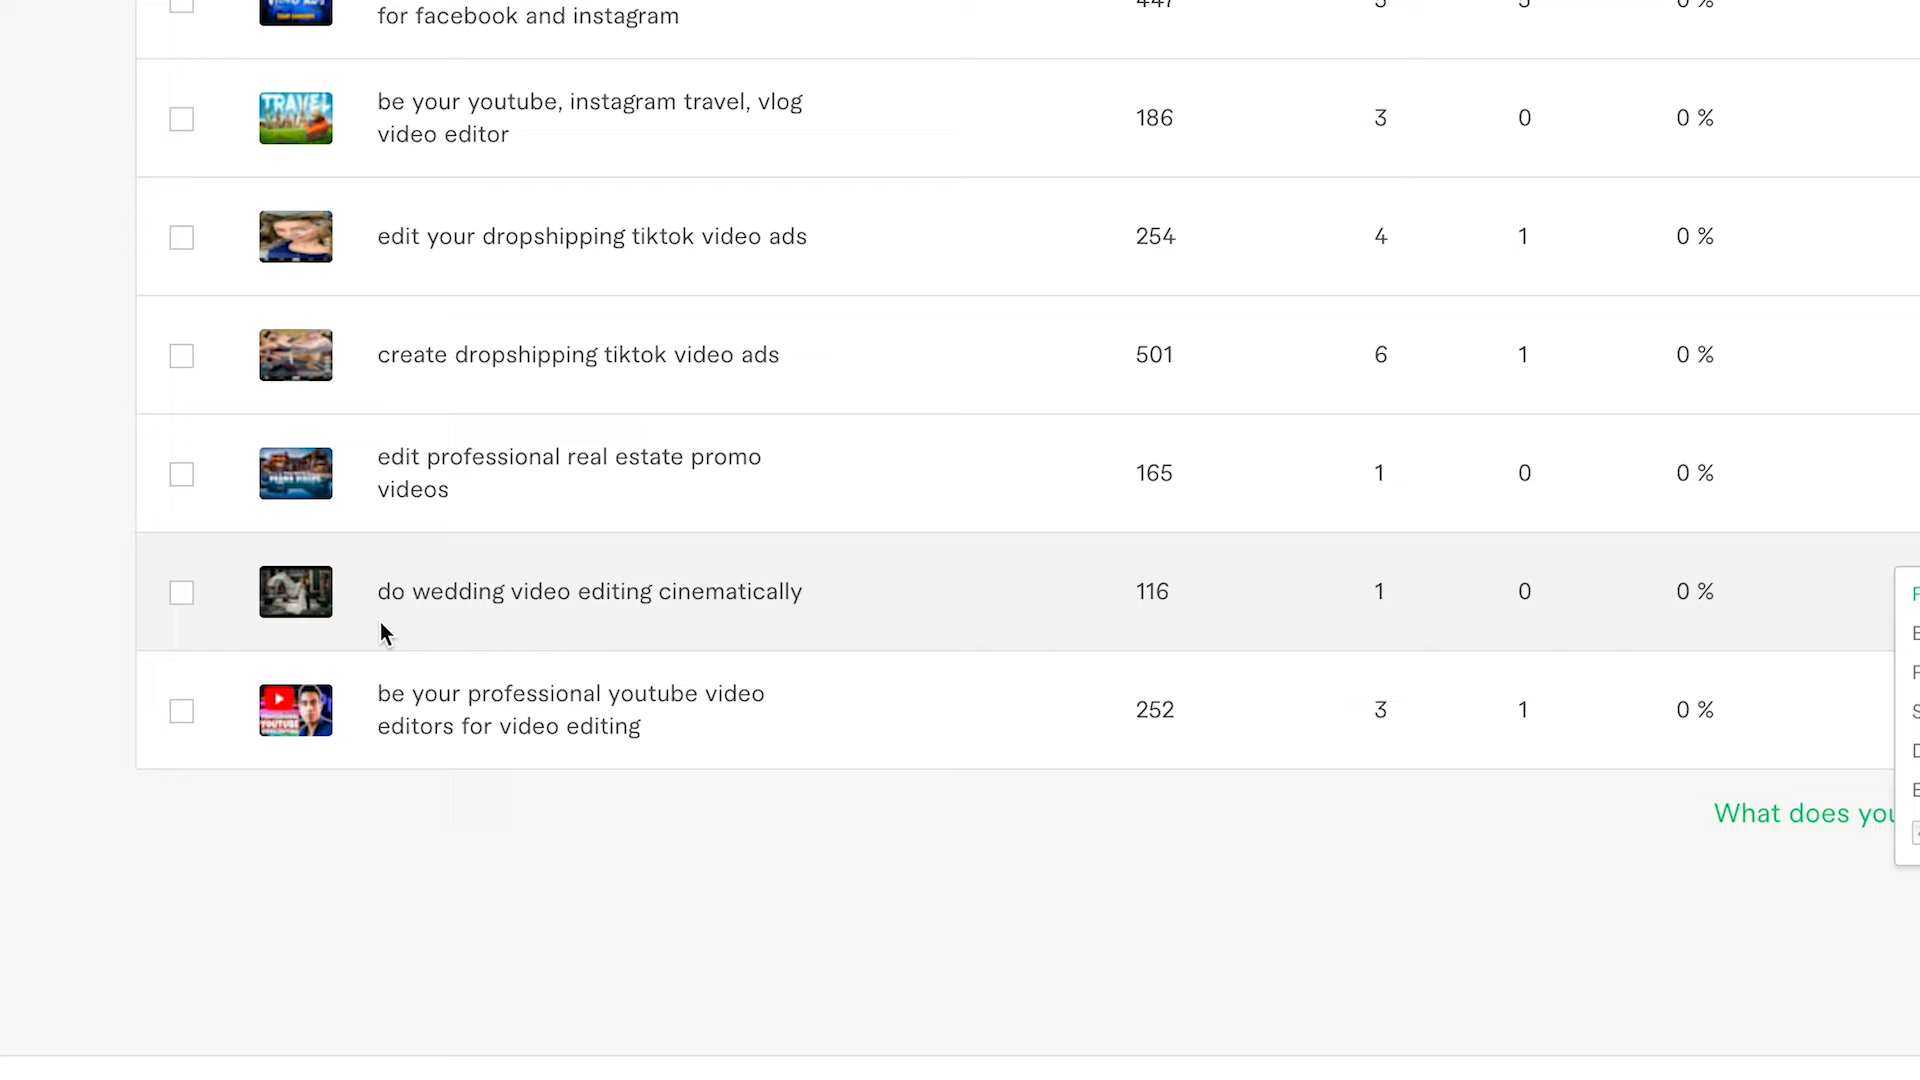 for facebook and instagram
be your youtube, instagram travel, vlog
video editor
186 3 0 0 %
TRAVEL
edit your dropshipping tiktok video ads
254 4 1 0 %
create dropshipping tiktok video ads
501 6 1 0 %
edit professional real estate promo
videos
165 1 0 0 %
do wedding video editing cinematically
116 1 0 0 %
be your professional youtube video
editors for video editing
252 3 1 0 %
YOUTUBE
What does you